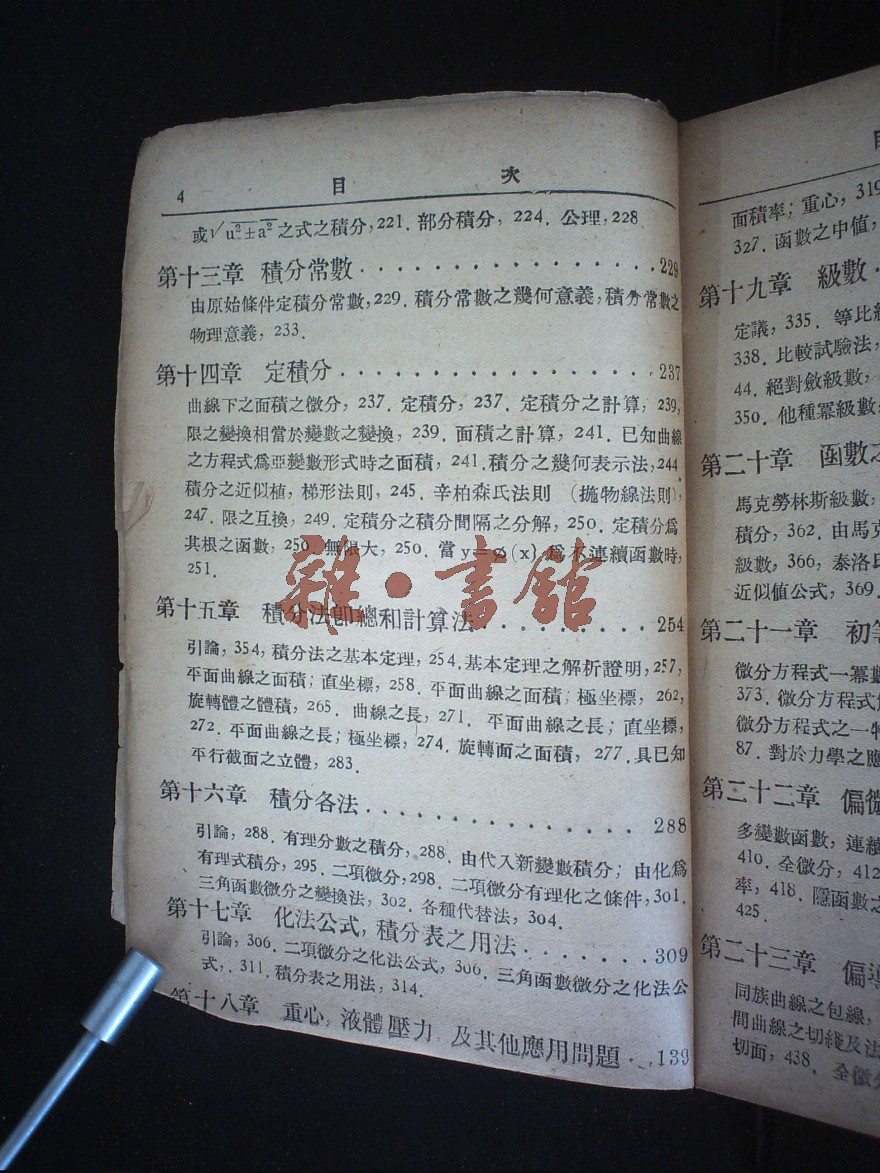 4 目 次
或√u²±a²之式之積分,221. 部分積分, 224. 公理,228
第十三章 積分常數 · · · · · · · · · · · · · · · · · 229
由原始條件定積分常數,229. 積分常數之幾何意義,積分常數之
物理意義,233.
第十四章 定積分 · · · · · · · · · · · · · · · · · · 237
曲線下之面積之微分, 237. 定積分, 237. 定積分之計算, 239,
限之變換相當於變數之變換, 239. 面積之計算, 241. 已知曲線
之方程式爲亞變數形式時之面積, 241.積分之幾何表示法,244
積分之近似植, 梯形法則, 245. 辛柏森氏法則 (拋物線法則),
247. 限之互換, 249. 定積分之積分間隔之分解, 250. 定積分爲
其根之函數, 250 無限大, 250. 當y=ø(x) 爲不連續函數時,
251.
雜·書舘
第十五章 積分法卽總和計算法 · · · · · · · · · · 254
引論, 354, 積分法之基本定理, 254.基本定理之解析證明,257,
平面曲線之面積; 直坐標, 258. 平面曲線之面積; 極坐標, 262,
旋轉體之體積, 265. 曲線之長, 271. 平面曲線之長; 直坐標,
272. 平面曲線之長; 極坐標, 274. 旋轉面之面積, 277.具已知
平行截面之立體, 283.
第十六章 積分各法 · · · · · · · · · · · · · · · · 288
引論, 288. 有理分數之積分, 288. 由代入新變數積分; 由化爲
有理式積分, 295. 二項微分, 298. 二項微分有理化之條件,301.
三角函數微分之變換法, 302. 各種代替法, 304.
第十七章 化法公式, 積分表之用法 · · · · · · · · 309
引論, 306. 二項微分之化法公式, 306. 三角函數微分之化法公
式,. 311. 積分表之用法, 314.
第十八章 重心, 液體壓力 及其他應用問題 · · 139
面積率; 重心, 319
327. 函數之中値,
第十九章 級數 ·
定議, 335. 等比
338. 比較試驗法,
44. 絕對斂級數,
350. 他種冪級數
第二十章 函數之
馬克勞林斯級數,
積分, 362. 由馬克
級數, 366, 泰洛氏
近似値公式, 369.
第二十一章 初等
微分方程式一冪數
373. 微分方程式
微分方程式之一
87. 對於力學之應
第二十二章 偏微
多變數函數, 連續
410. 全微分, 412
率, 418. 隱函數之
425.
第二十三章 偏導
同族曲線之包線,
間曲線之切綫及法
切面, 438. 全微分